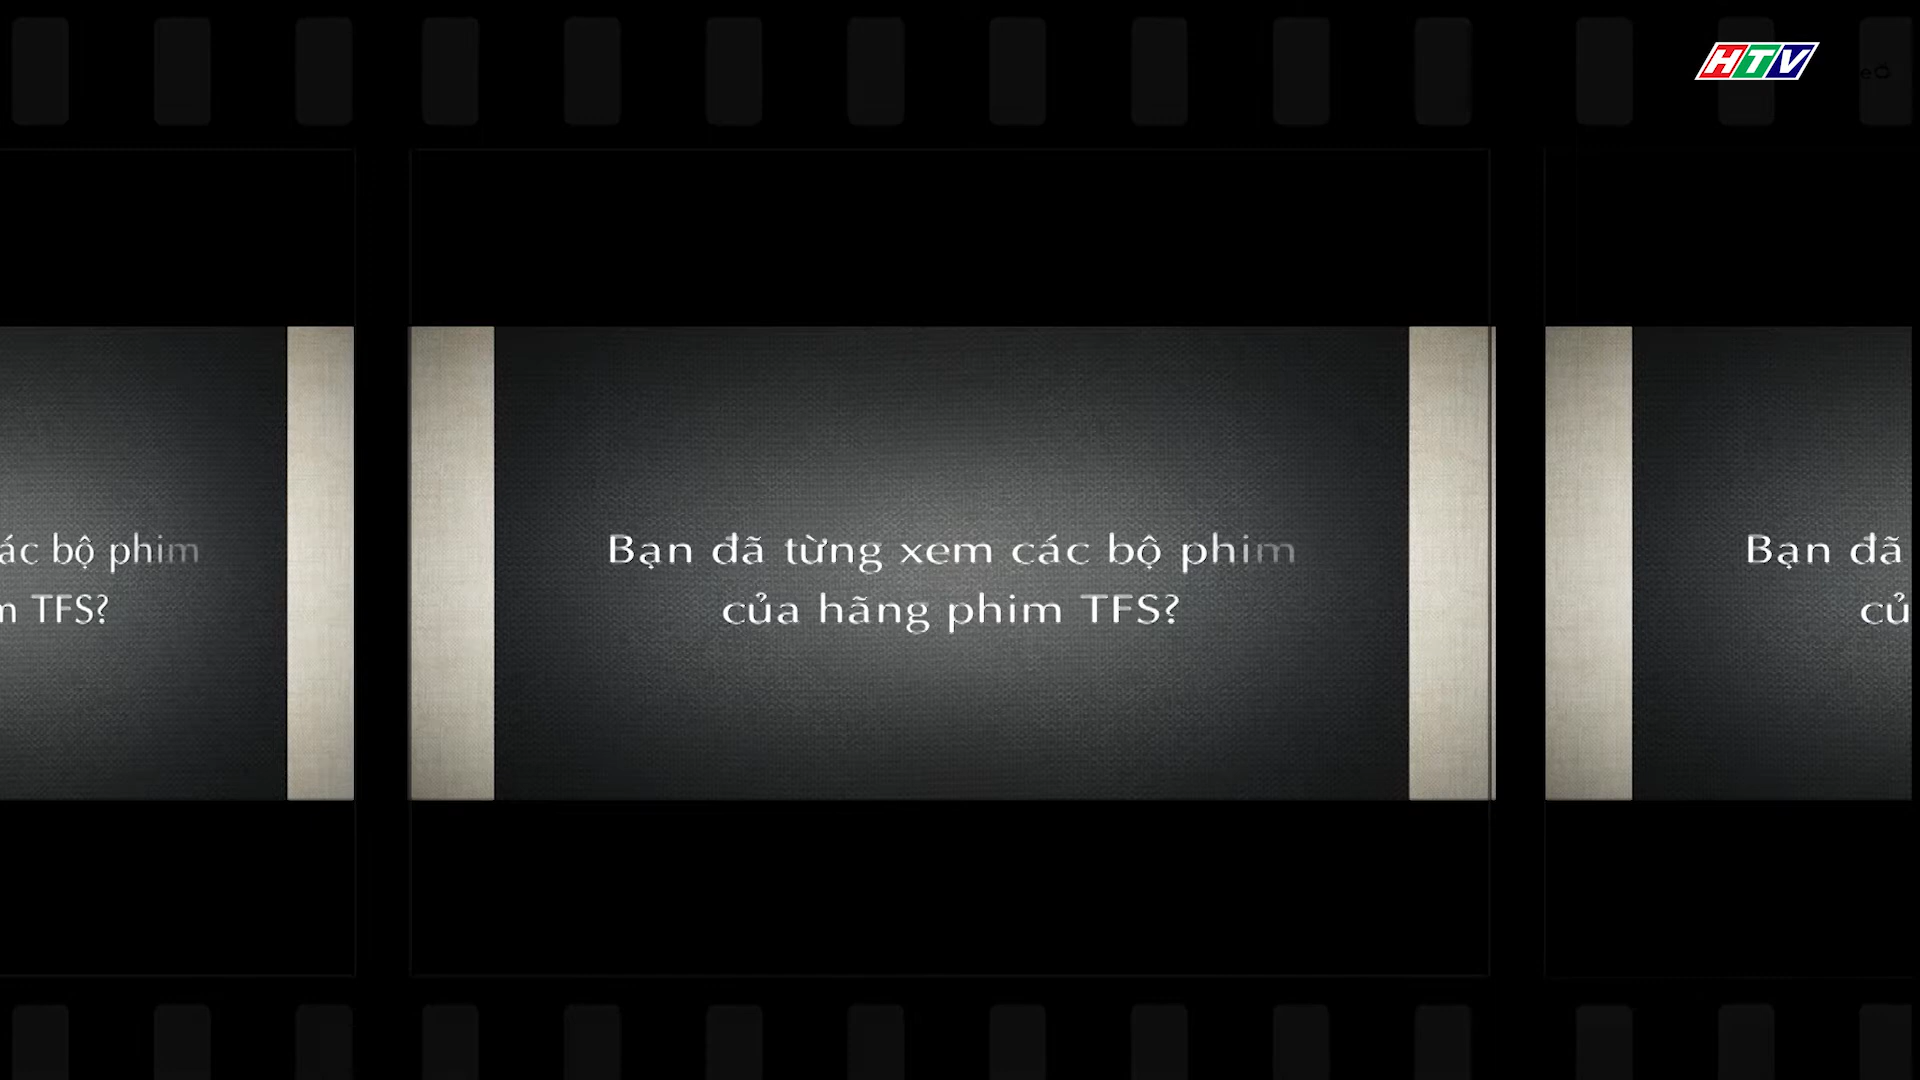 HTV
ác bộ phim
Bạn đã từng xem các bộ phim
Bạn đã
m TFS?
của hãng phim TFS?
củ